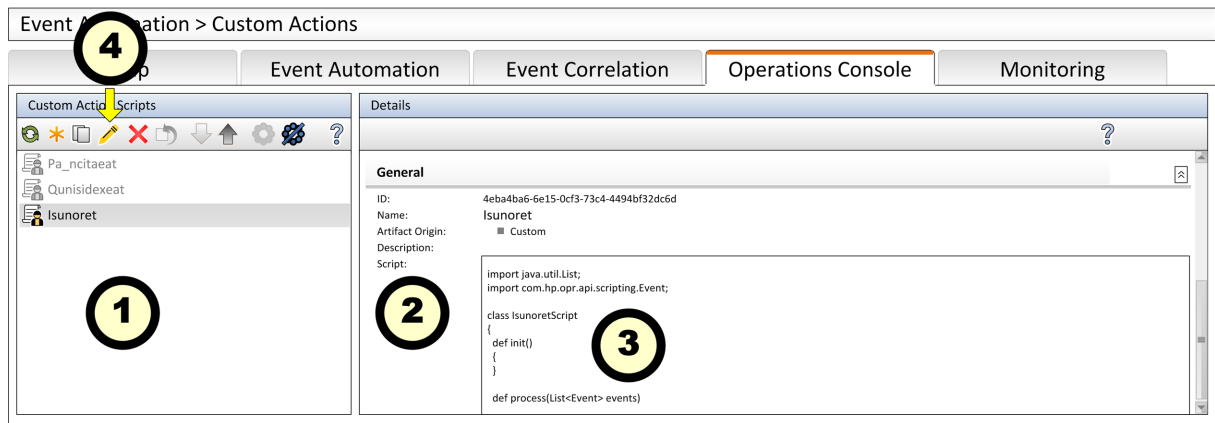 Event A ation > Custom Actions
4
p
Event Automation
Event Correlation
Operations Console
Monitoring
Custom Actio Scripts
Details
?
?
Pa_ncitaeat
Qunisidexeat
Isunoret
General
ID: 4eba4ba6-6e15-0cf3-73c4-4494bf32dc6d
Name: Isunoret
Artifact Origin: Custom
Description:
Script:
import java.util.List;
import com.hp.opr.api.scripting.Event;
class IsunoretScript
{
def init()
{
}
def process(List<Event> events)
1
2
3